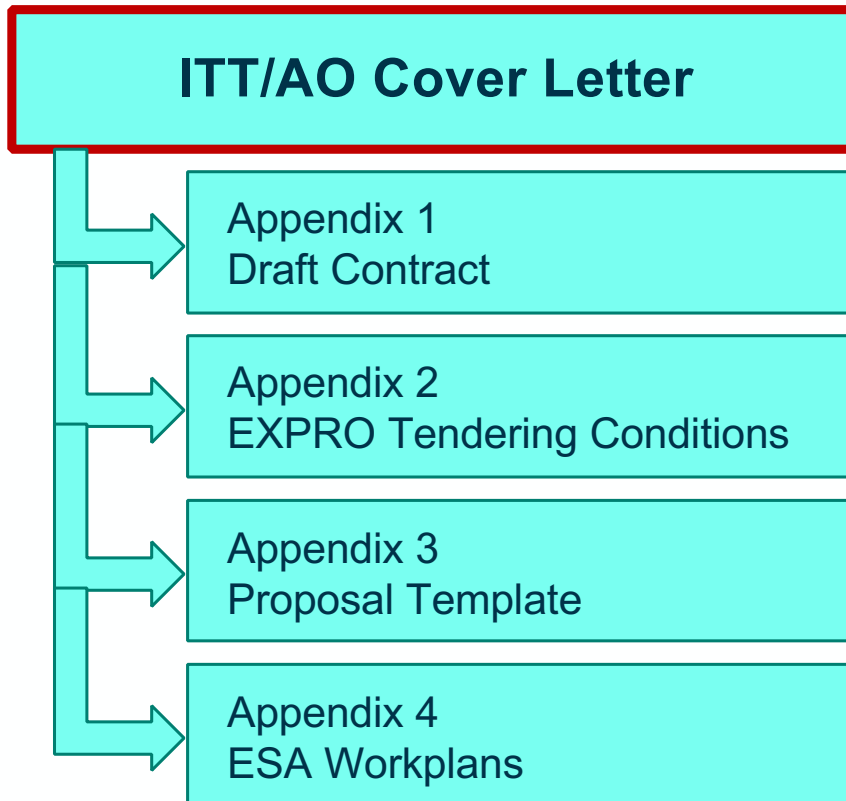 ITT/AO Cover Letter
Appendix 1
Draft Contract
Appendix 2
EXPRO Tendering Conditions
Appendix 3
Proposal Template
Appendix 4
ESA Workplans